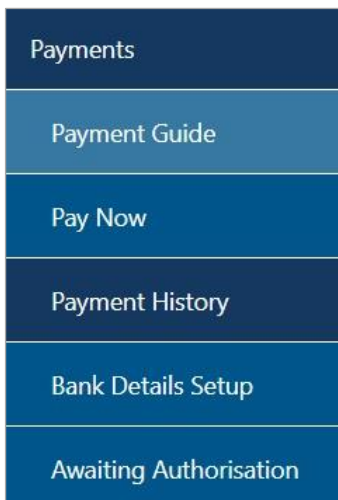 Payments
Payment Guide
Pay Now
Payment History
Bank Details Setup
Awaiting Authorisation